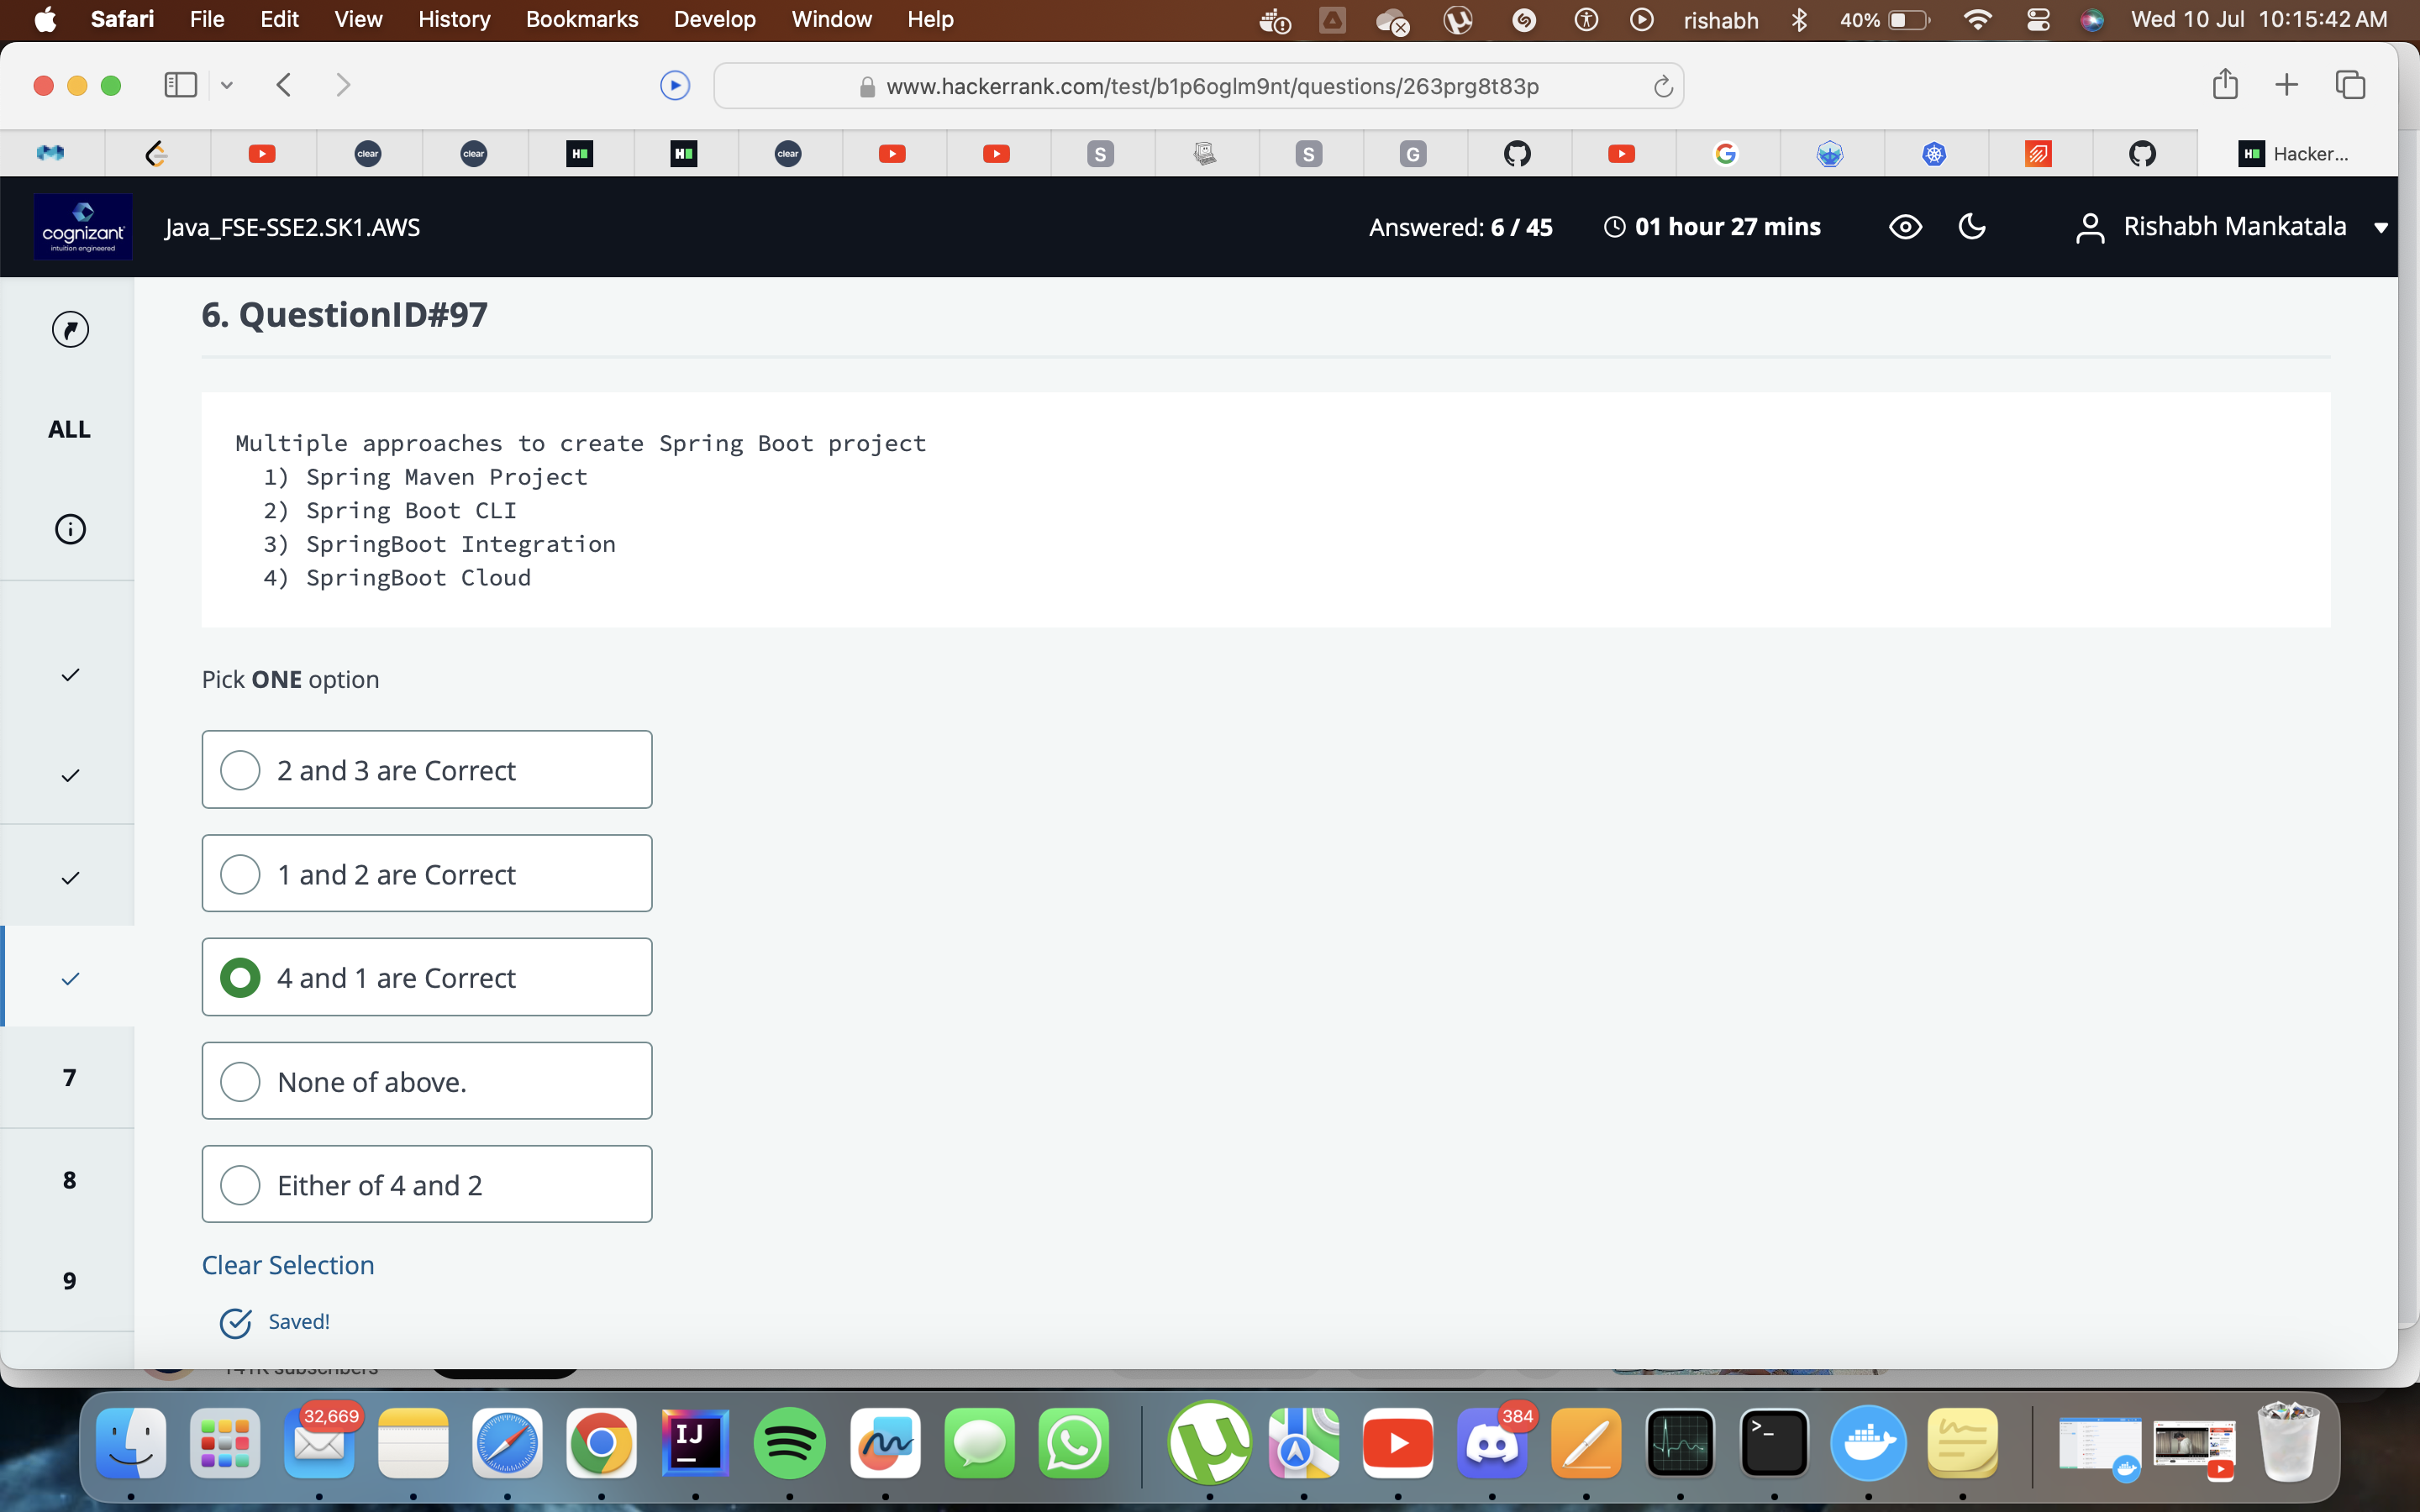 Safari File Edit View History Bookmarks Develop Window Help rishabh 40% Wed 10 Jul 10:15:42 AM
www.hackerrank.com/test/b1p6oglm9nt/questions/263prg8t83p
clear clear clear S S G Hacker...
cognizant
intuition engineered
Java_FSE-SSE2.SK1.AWS
Answered: 6 / 45
01 hour 27 mins
Rishabh Mankatala
ALL
7
8
9
6. QuestionID#97
Multiple approaches to create Spring Boot project
1) Spring Maven Project
2) Spring Boot CLI
3) SpringBoot Integration
4) SpringBoot Cloud
Pick ONE option
2 and 3 are Correct
1 and 2 are Correct
4 and 1 are Correct
None of above.
Either of 4 and 2
Clear Selection
Saved!
32,669
IJ
384